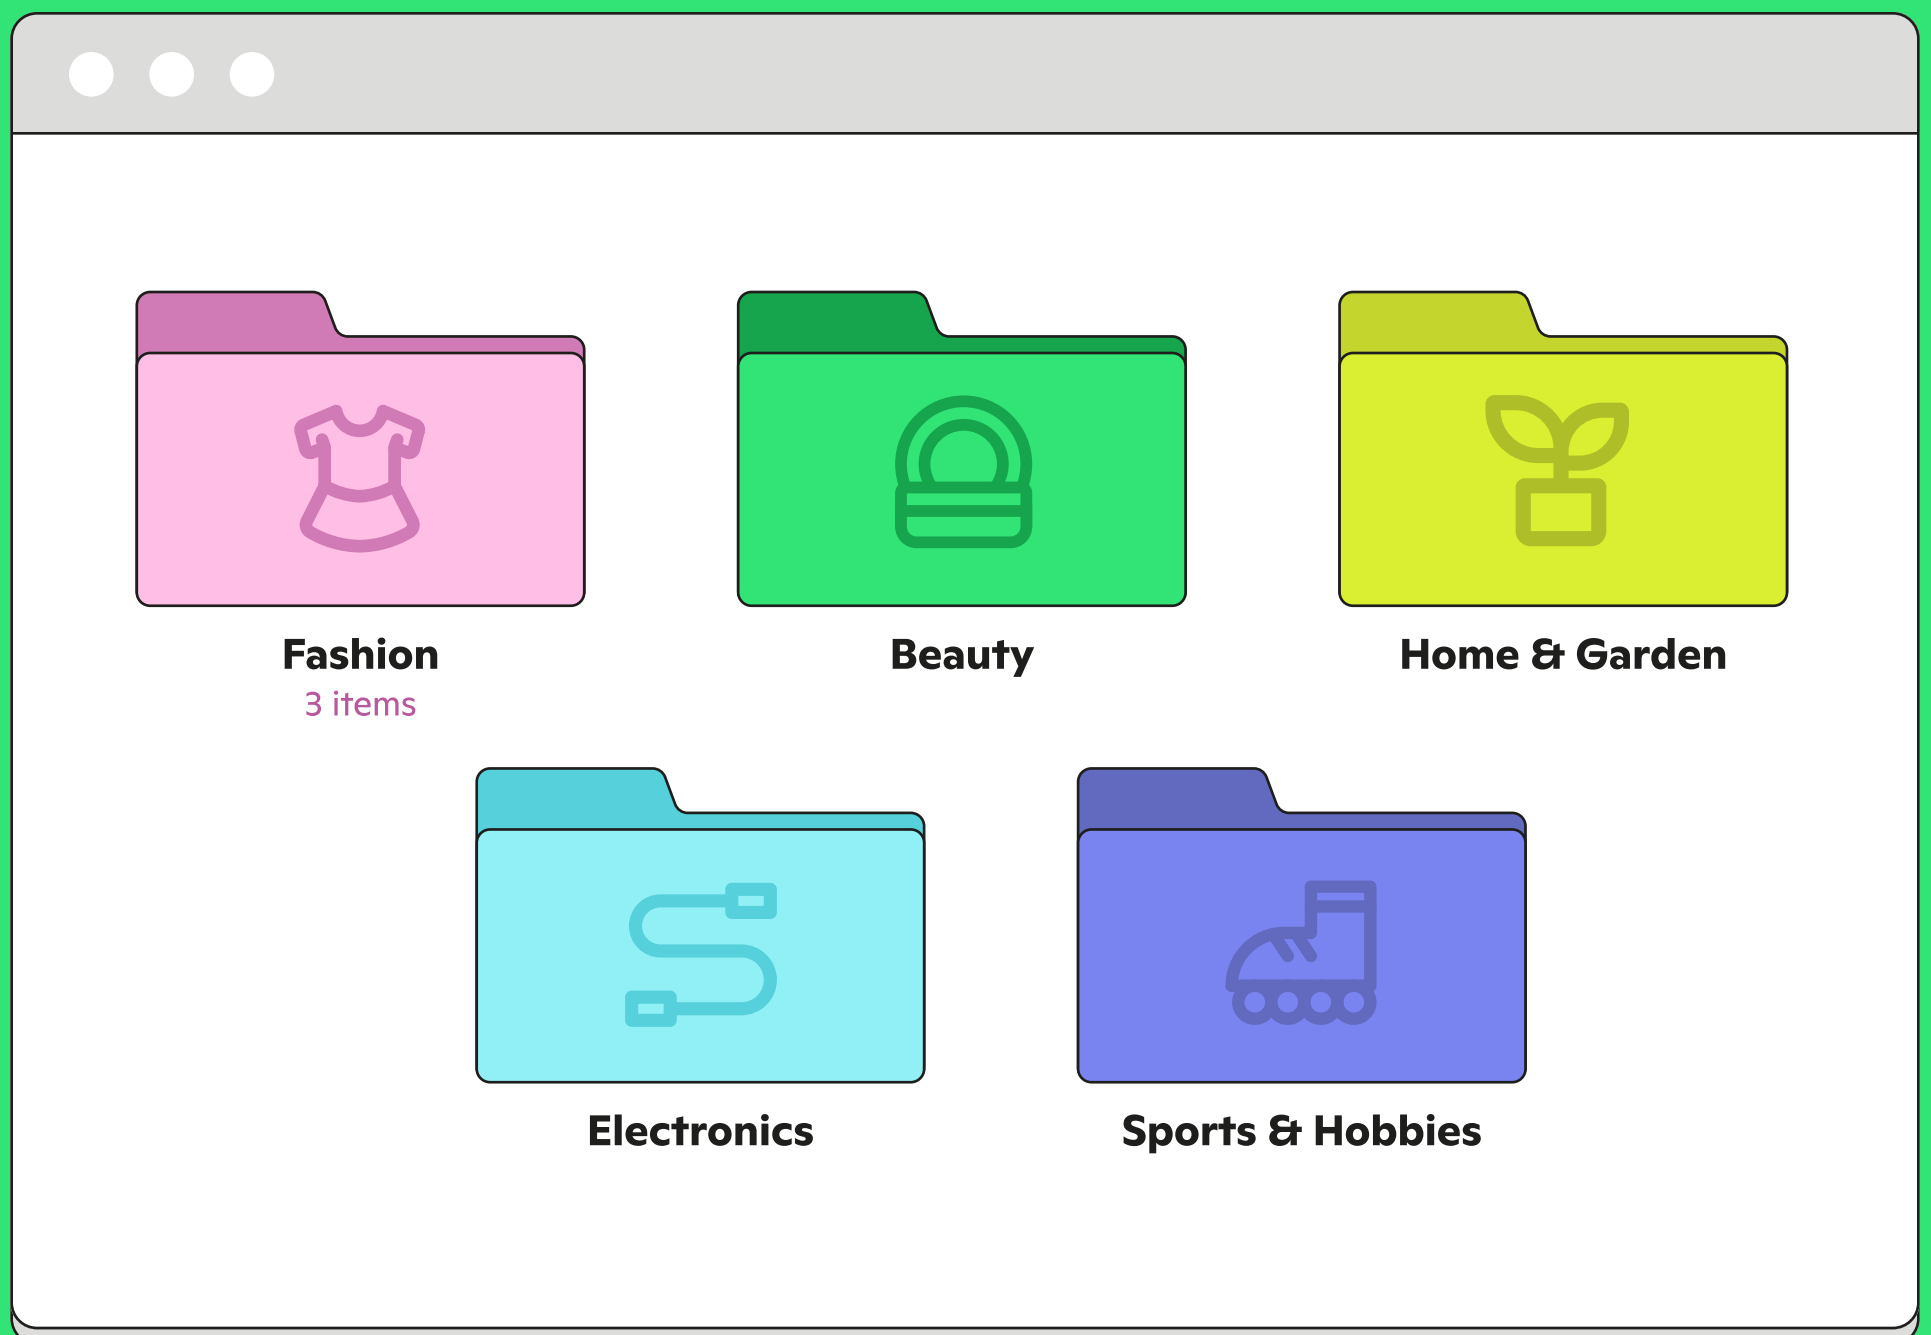 Fashion
3 items
Beauty
Home & Garden
Electronics
Sports & Hobbies